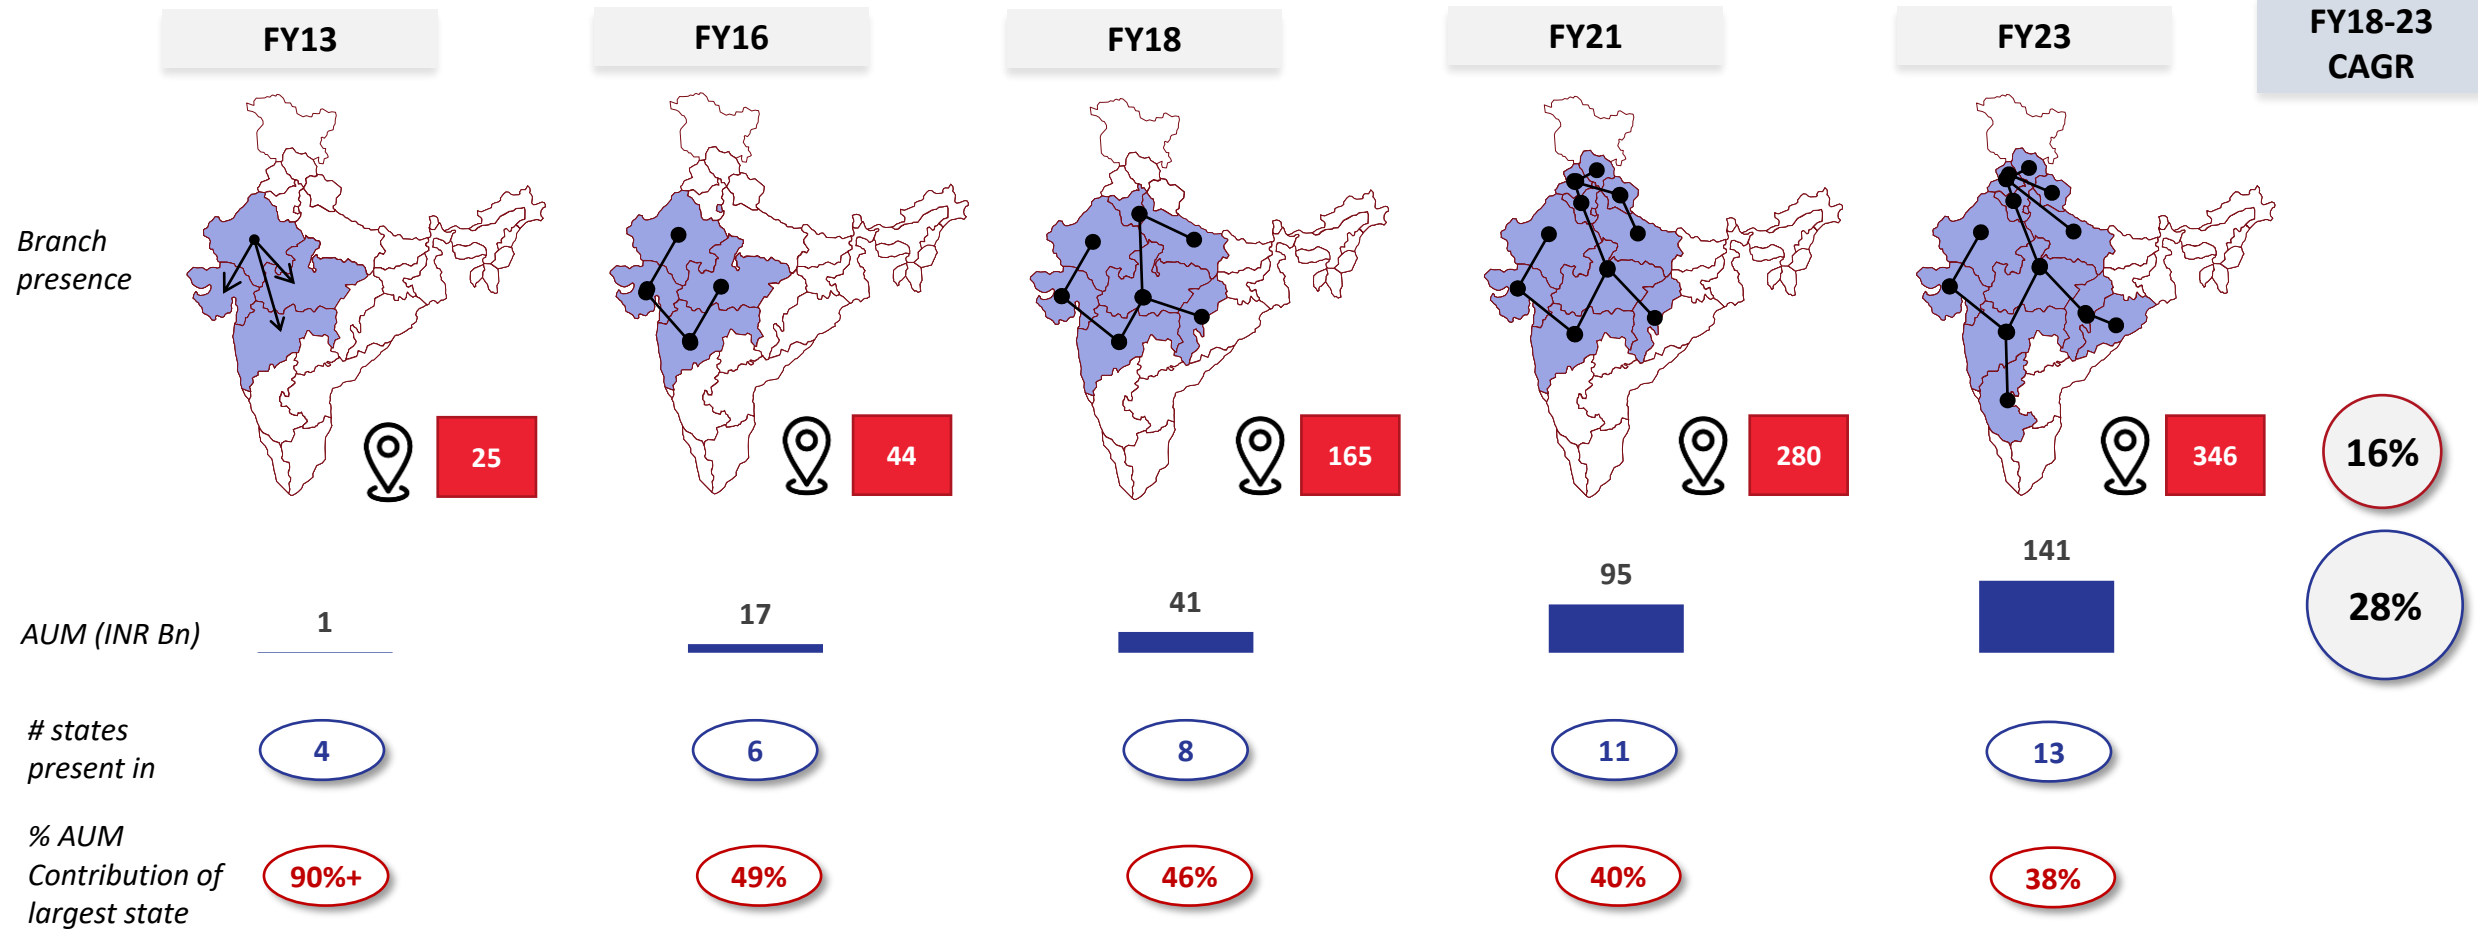 FY13
FY16
FY18
FY21
FY23
FY18-23
CAGR
Branch
presence
25
44
165
280
346
16%
AUM (INR Bn)
1
17
41
95
141
28%
# states
present in
4
6
8
11
13
% AUM
Contribution of
largest state
90%+
49%
46%
40%
38%